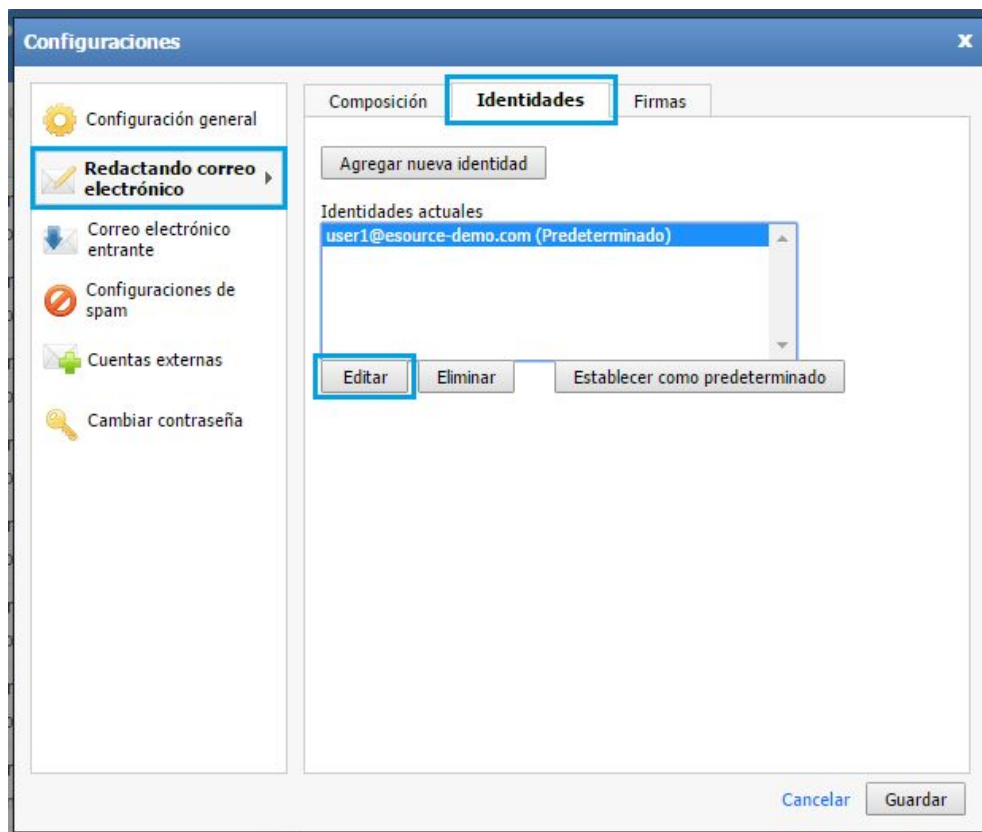 Configuraciones
x
Configuración general
Redactando correo
electrónico
Correo electrónico
entrante
Configuraciones de
spam
Cuentas externas
Cambiar contraseña
Composición Identidades Firmas
Agregar nueva identidad
Identidades actuales
user1@esource-demo.com (Predeterminado)
Editar Eliminar Establecer como predeterminado
Cancelar Guardar